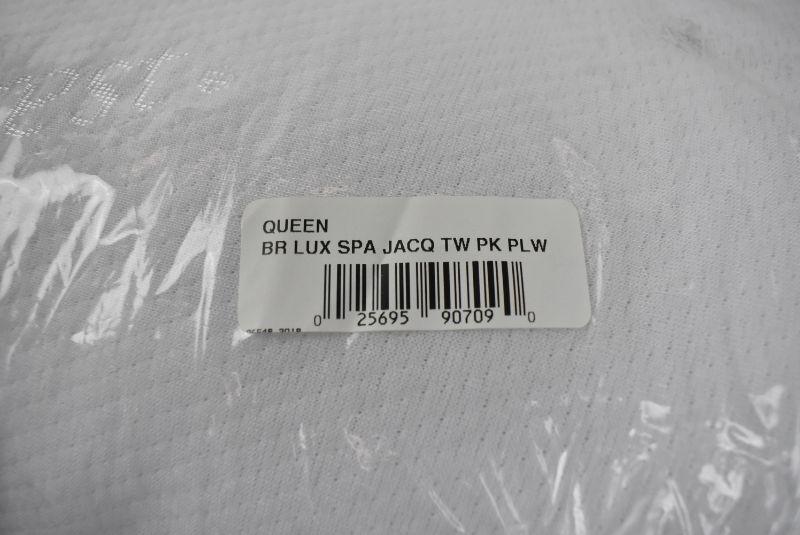 QUEEN
BR LUX SPA JACQ TW PK PLW
0 25695 90709 0